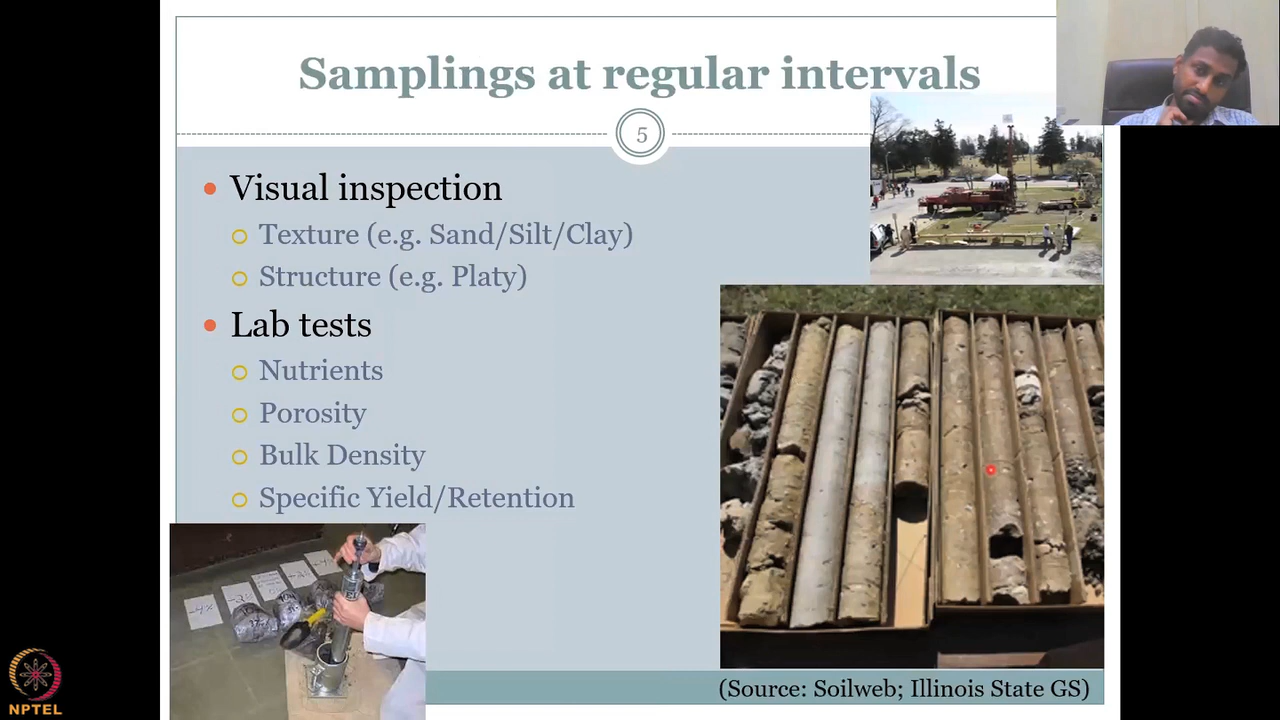 Samplings at regular intervals
5
Visual inspection
Texture (e.g. Sand/Silt/Clay)
Structure (e.g. Platy)
Lab tests
Nutrients
Porosity
Bulk Density
Specific Yield/Retention
(Source: Soilweb; Illinois State GS)
NPTEL